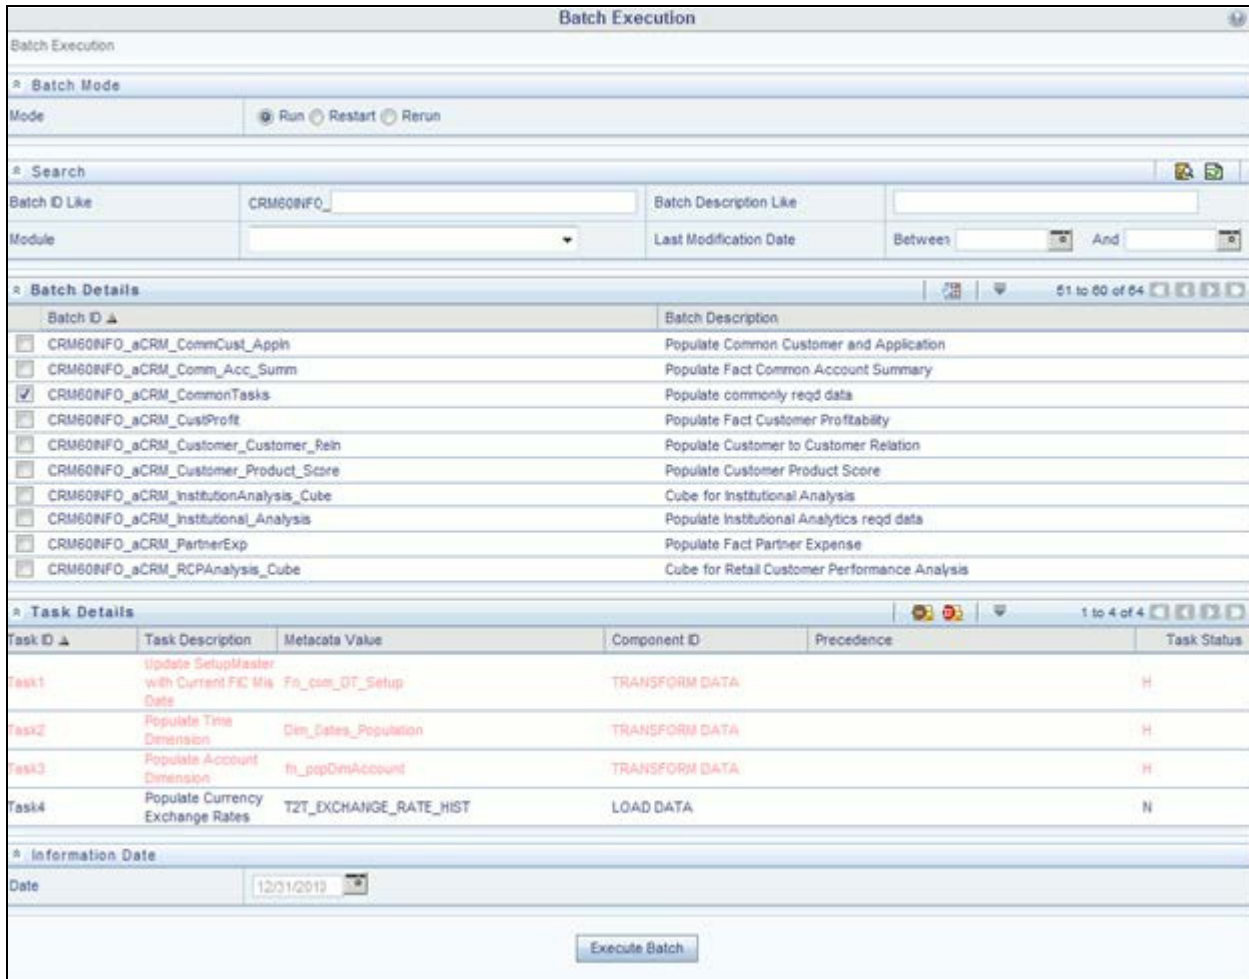 Batch Execution
Batch Execution
Batch Mode
Mode Run Restart Rerun
Search
Batch ID Like CRM60INFO_ Batch Description Like
Module Last Modification Date Between And
Batch Details 51 to 60 of 64
Batch ID Batch Description
CRM60INFO_aCRM_CommCust_Appln Populate Common Customer and Application
CRM60INFO_aCRM_Comm_Acc_Summ Populate Fact Common Account Summary
CRM60INFO_aCRM_CommonTasks Populate commonly reqd data
CRM60INFO_aCRM_CustProfit Populate Fact Customer Profitability
CRM60INFO_aCRM_Customer_Customer_Reln Populate Customer to Customer Relation
CRM60INFO_aCRM_Customer_Product_Score Populate Customer Product Score
CRM60INFO_aCRM_InstitutionAnalysis_Cube Cube for Institutional Analysis
CRM60INFO_aCRM_Institutional_Analysis Populate Institutional Analytics reqd data
CRM60INFO_aCRM_PartnerExp Populate Fact Partner Expense
CRM60INFO_aCRM_RCPAnalysis_Cube Cube for Retail Customer Performance Analysis
Task Details 1 to 4 of 4
Task ID Task Description Metadata Value Component ID Precedence Task Status
Update SetupMaster
Task1 with Current FIC Mis Fn_com_DT_Setup TRANSFORM DATA H
Date
Populate Time
Task2 Dim_Dates_Population TRANSFORM DATA H
Dimension
Populate Account
Task3 fn_popDimAccount TRANSFORM DATA H
Dimension
Populate Currency
Task4 T2T_EXCHANGE_RATE_HIST LOAD DATA N
Exchange Rates
Information Date
Date
Execute Batch